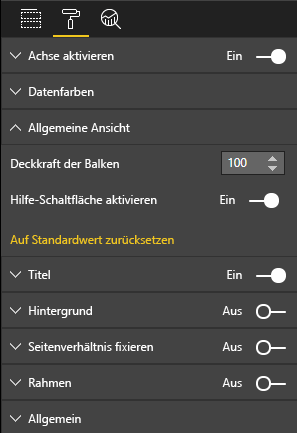 Achse aktivieren Ein
Datenfarben
Allgemeine Ansicht
Deckkraft der Balken 100
Hilfe-Schaltfläche aktivieren Ein
Auf Standardwert zurücksetzen
Titel Ein
Hintergrund Aus
Seitenverhältnis fixieren Aus
Rahmen Aus
Allgemein